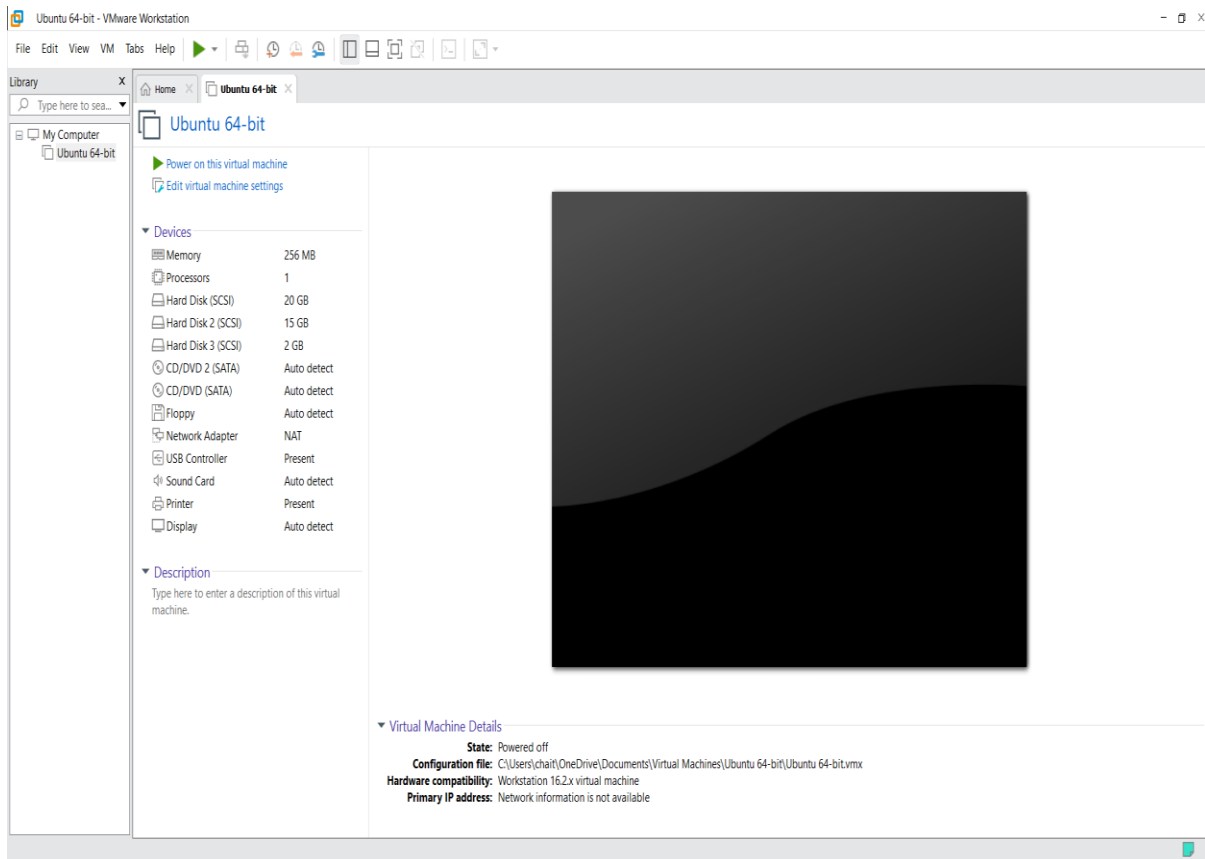 Ubuntu 64-bit - VMware Workstation
File Edit View VM Tabs Help
Library X
Home
Ubuntu 64-bit
Type here to sea...
My Computer
Ubuntu 64-bit
Ubuntu 64-bit
Power on this virtual machine
Edit virtual machine settings
Devices
Memory 256 MB
Processors 1
Hard Disk (SCSI) 20 GB
Hard Disk 2 (SCSI) 15 GB
Hard Disk 3 (SCSI) 2 GB
CD/DVD 2 (SATA) Auto detect
CD/DVD (SATA) Auto detect
Floppy Auto detect
Network Adapter NAT
USB Controller Present
Sound Card Auto detect
Printer Present
Display Auto detect
Description
Type here to enter a description of this virtual
machine.
Virtual Machine Details
State: Powered off
Configuration file: C:\Users\chait\OneDrive\Documents\Virtual Machines\Ubuntu 64-bit\Ubuntu 64-bit.vmx
Hardware compatibility: Workstation 16.2.x virtual machine
Primary IP address: Network information is not available